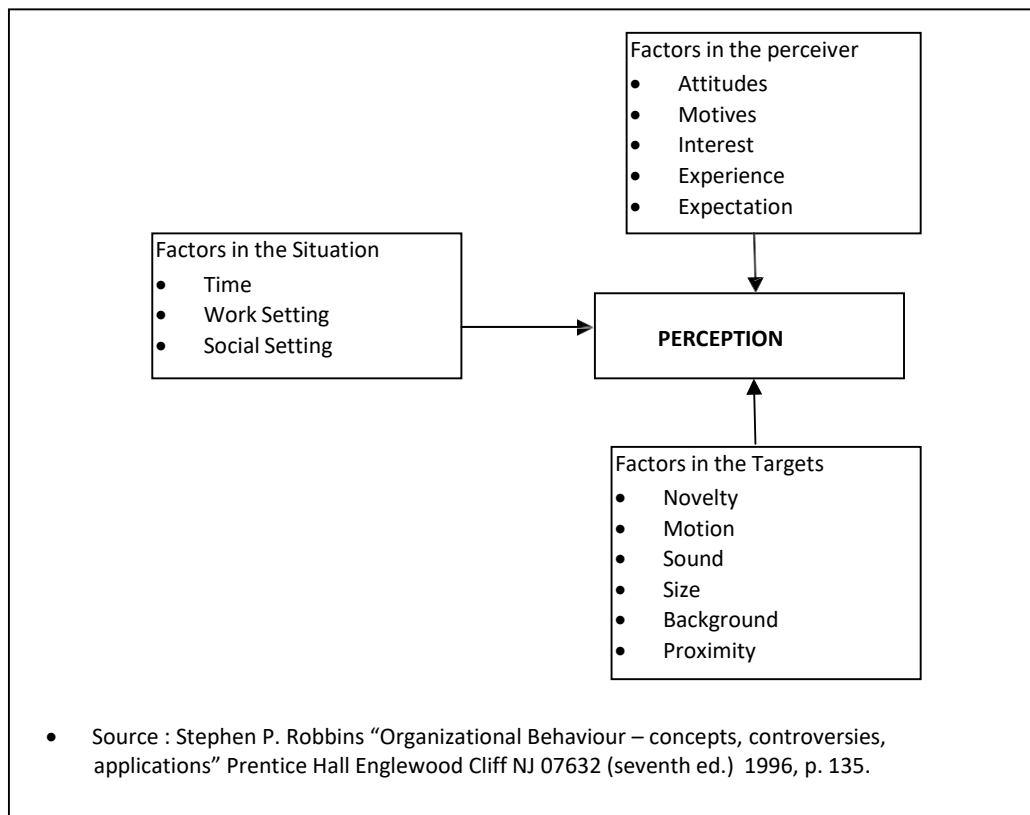 Factors in the perceiver
• Attitudes
• Motives
• Interest
• Experience
• Expectation
Factors in the Situation
• Time
• Work Setting
• Social Setting
PERCEPTION
Factors in the Targets
• Novelty
• Motion
• Sound
• Size
• Background
• Proximity
• Source : Stephen P. Robbins “Organizational Behaviour – concepts, controversies,
applications” Prentice Hall Englewood Cliff NJ 07632 (seventh ed.) 1996, p. 135.